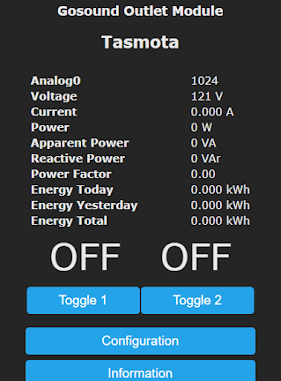 Gosound Outlet Module
Tasmota
Analog0 1024
Voltage 121 V
Current 0.000 A
Power 0 W
Apparent Power 0 VA
Reactive Power 0 VAr
Power Factor 0.00
Energy Today 0.000 kWh
Energy Yesterday 0.000 kWh
Energy Total 0.000 kWh
OFF OFF
Toggle 1 Toggle 2
Configuration
Information